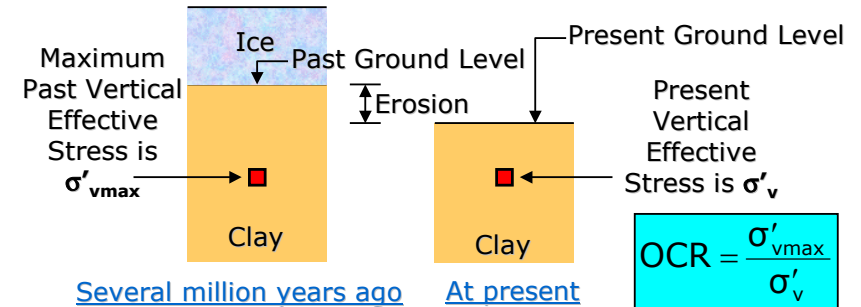 Ice
Past Ground Level
Present Ground Level
Maximum
Past Vertical
Effective
Stress is
σ′vmax
Erosion
Present
Vertical
Effective
Stress is σ′v
Clay
Clay
OCR = σ′vmax / σ′v
Several million years ago
At present